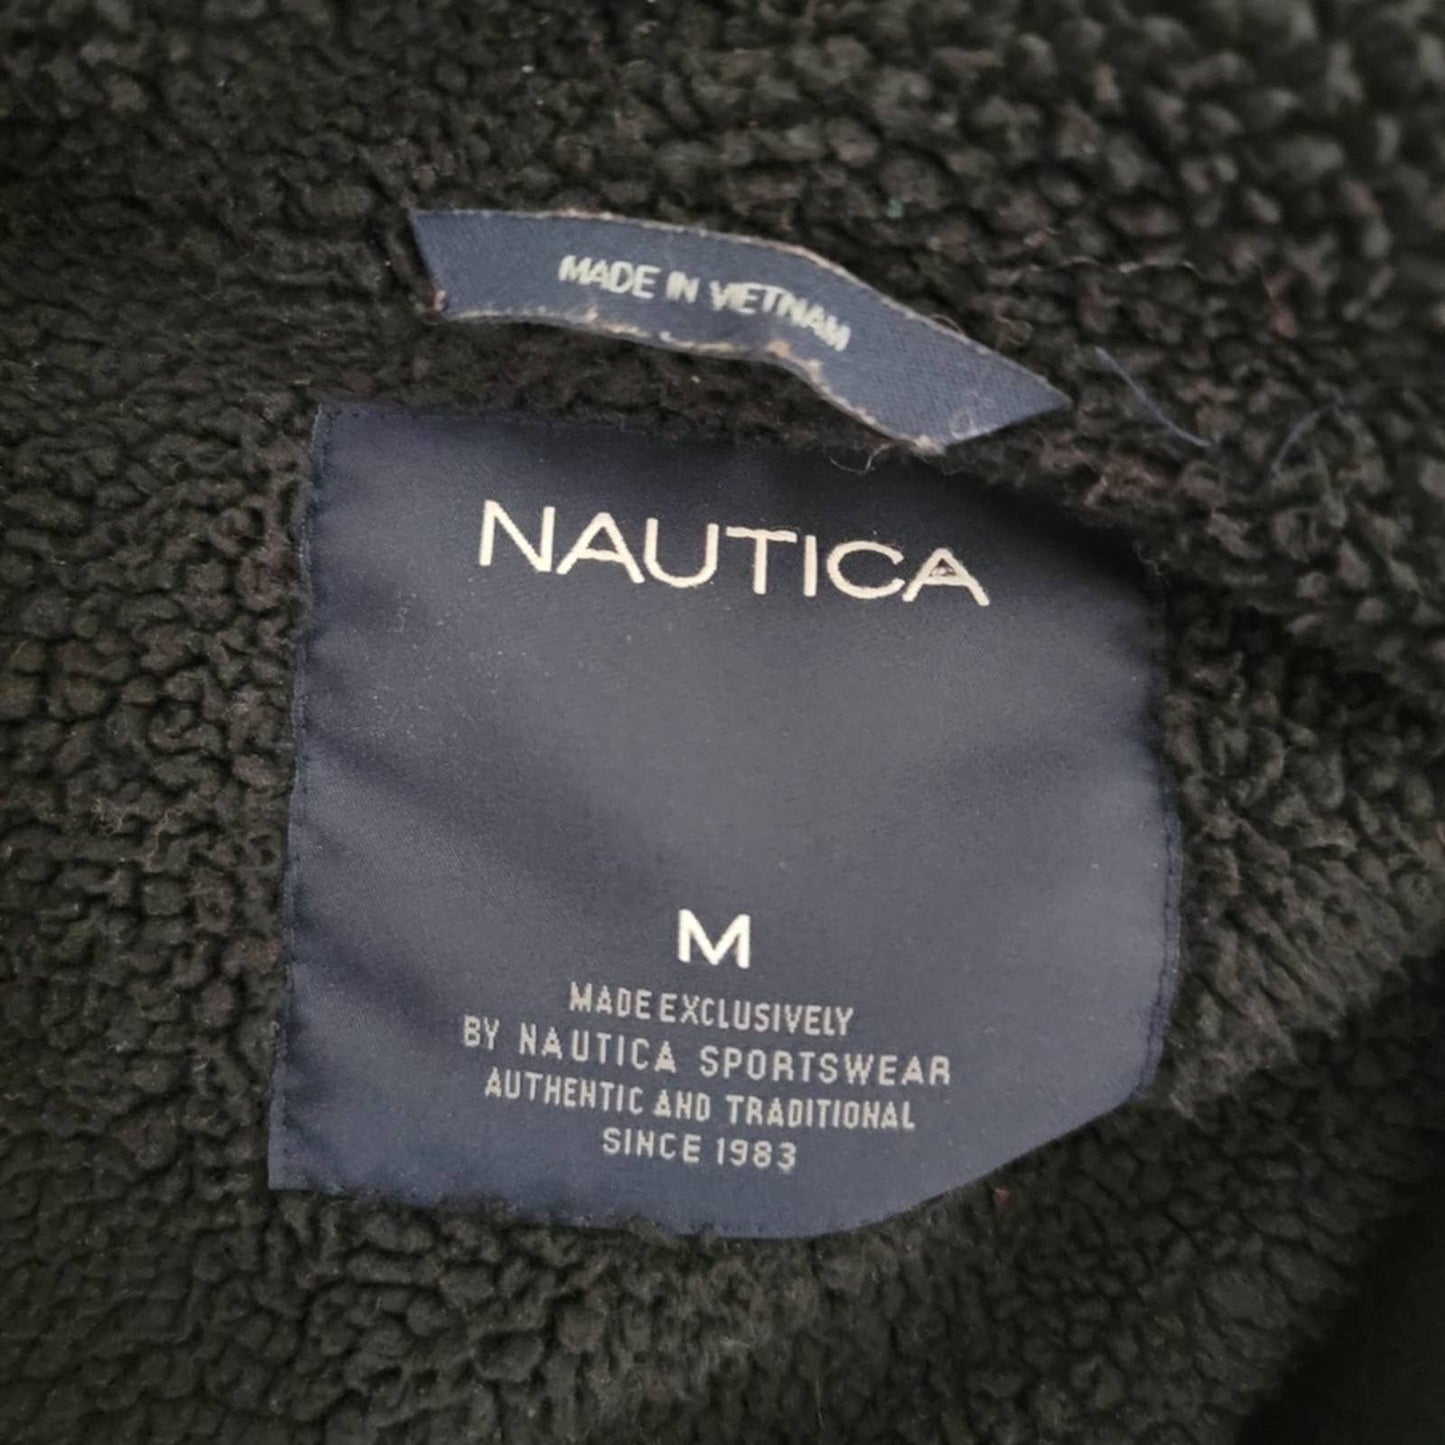 MADE IN VIETNAM
NAUTICA
M
MADE EXCLUSIVELY
BY NAUTICA SPORTSWEAR
AUTHENTIC AND TRADITIONAL
SINCE 1983